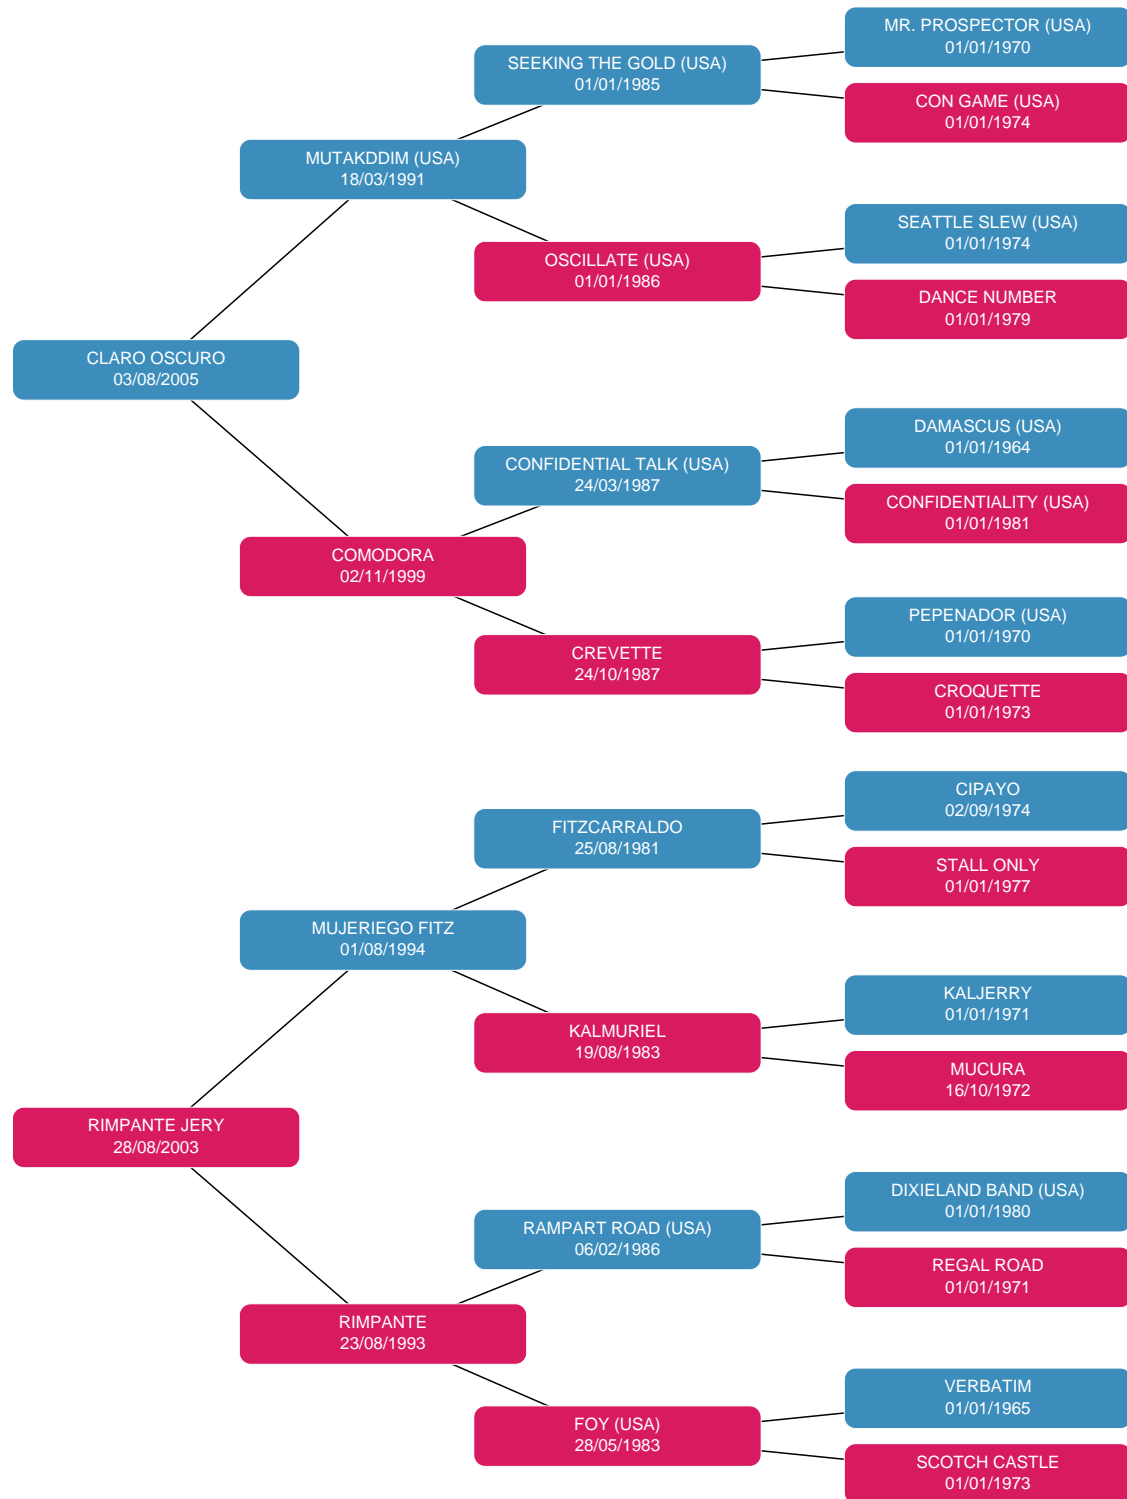 MR. PROSPECTOR (USA)
01/01/1970
SEEKING THE GOLD (USA)
01/01/1985
CON GAME (USA)
01/01/1974
MUTAKDDIM (USA)
18/03/1991
SEATTLE SLEW (USA)
01/01/1974
OSCILLATE (USA)
01/01/1986
DANCE NUMBER
01/01/1979
CLARO OSCURO
03/08/2005
DAMASCUS (USA)
01/01/1964
CONFIDENTIAL TALK (USA)
24/03/1987
CONFIDENTIALITY (USA)
01/01/1981
COMODORA
02/11/1999
PEPENADOR (USA)
01/01/1970
CREVETTE
24/10/1987
CROQUETTE
01/01/1973
CIPAYO
02/09/1974
FITZCARRALDO
25/08/1981
STALL ONLY
01/01/1977
MUJERIEGO FITZ
01/08/1994
KALJERRY
01/01/1971
KALMURIEL
19/08/1983
MUCURA
16/10/1972
RIMPANTE JERY
28/08/2003
DIXIELAND BAND (USA)
01/01/1980
RAMPART ROAD (USA)
06/02/1986
REGAL ROAD
01/01/1971
RIMPANTE
23/08/1993
VERBATIM
01/01/1965
FOY (USA)
28/05/1983
SCOTCH CASTLE
01/01/1973